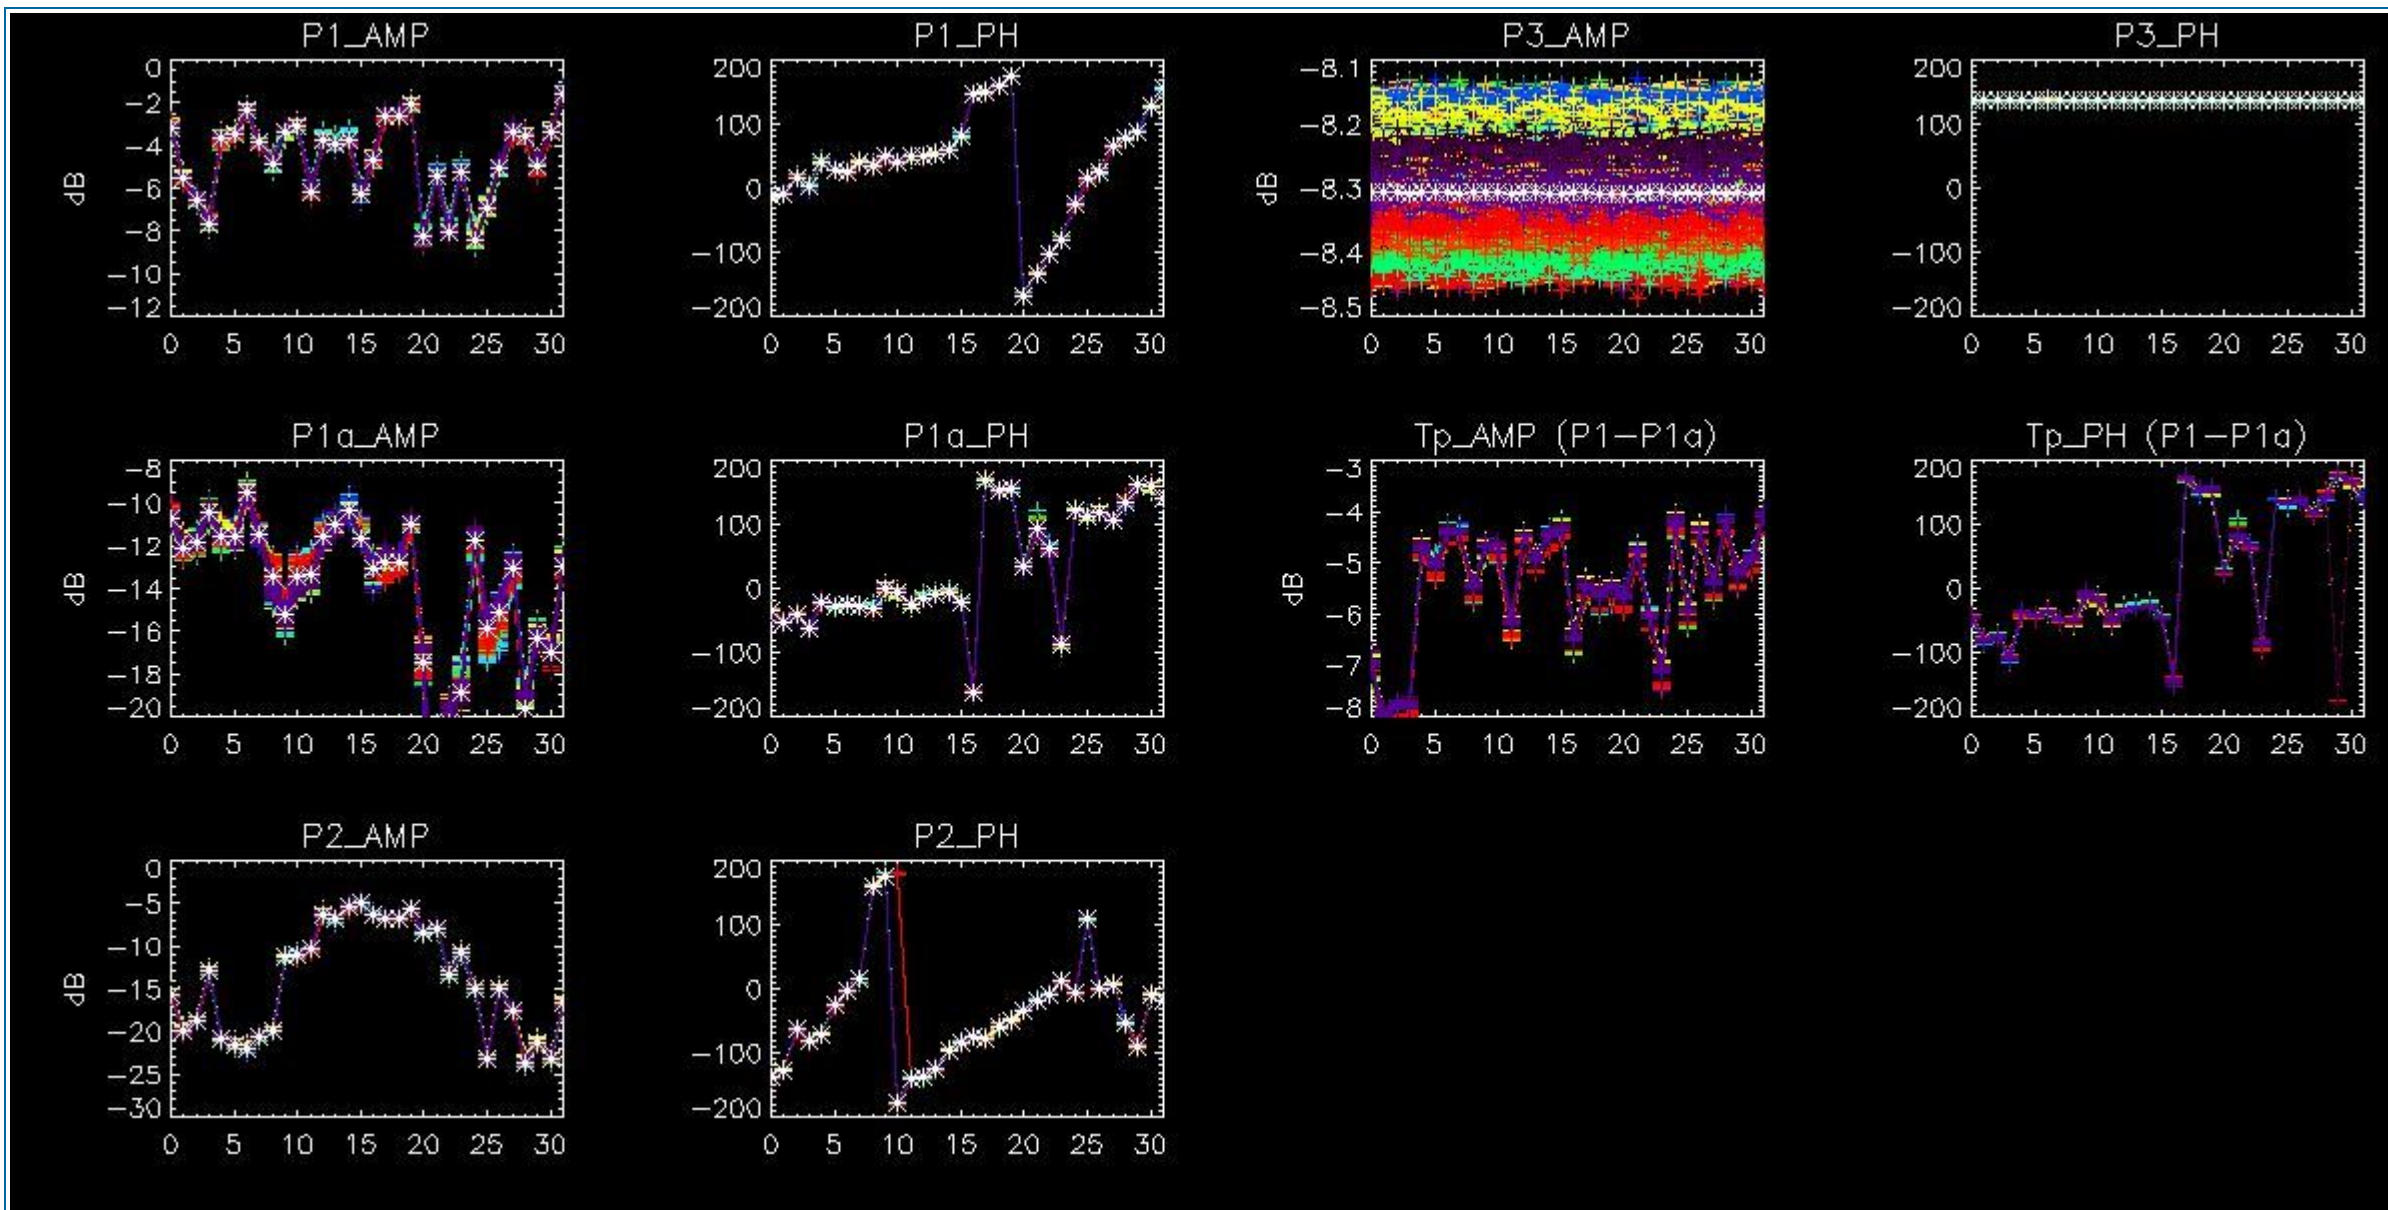 P1_AMP
P1_PH
P3_AMP
P3_PH
0
−2
−4
−6
−8
−10
−12
dB
0 5 10 15 20 25 30
200
100
0
−100
−200
0 5 10 15 20 25 30
−8.1
−8.2
−8.3
−8.4
−8.5
dB
0 5 10 15 20 25 30
200
100
0
−100
−200
0 5 10 15 20 25 30
P1a_AMP
P1a_PH
Tp_AMP (P1−P1a)
Tp_PH (P1−P1a)
−8
−10
−12
−14
−16
−18
−20
dB
0 5 10 15 20 25 30
200
100
0
−100
−200
0 5 10 15 20 25 30
−3
−4
−5
−6
−7
−8
dB
0 5 10 15 20 25 30
200
100
0
−100
−200
0 5 10 15 20 25 30
P2_AMP
P2_PH
0
−5
−10
−15
−20
−25
−30
dB
0 5 10 15 20 25 30
200
100
0
−100
−200
0 5 10 15 20 25 30